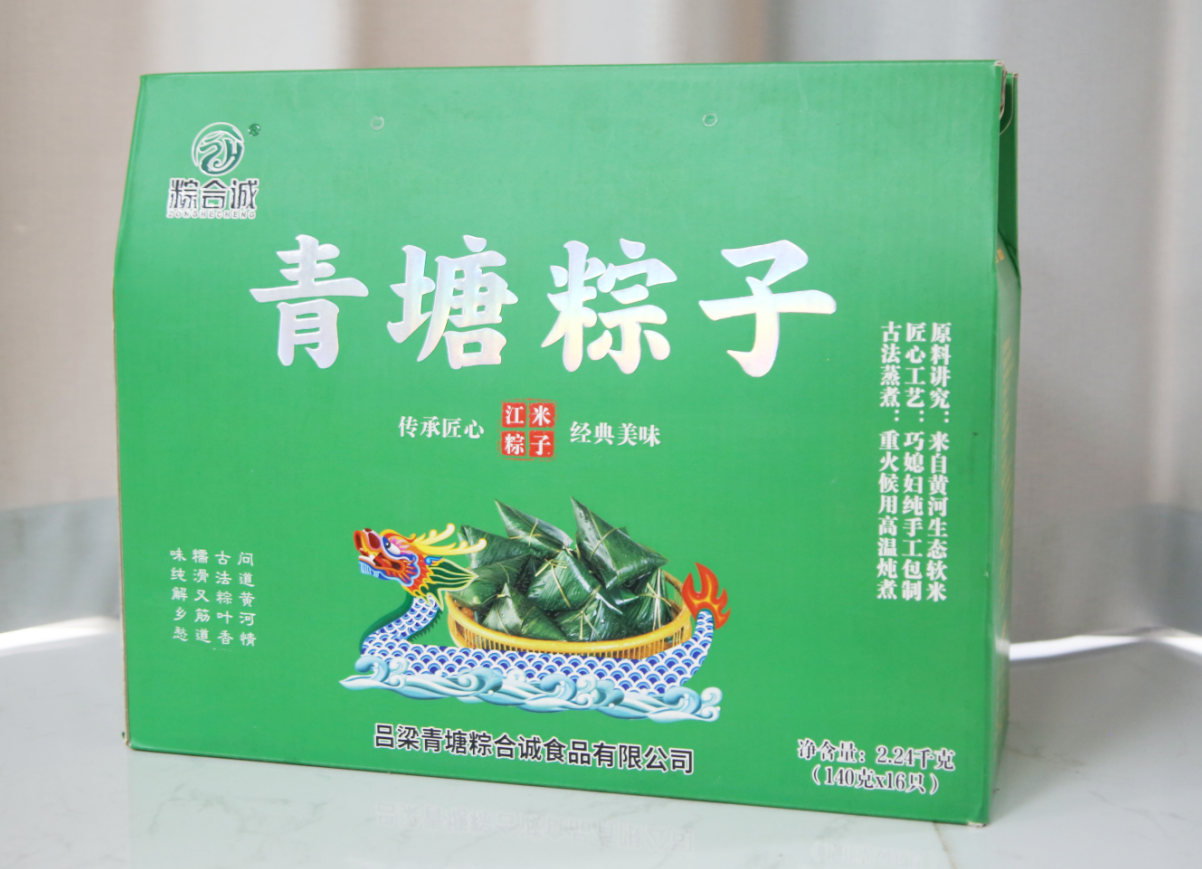 粽合诚
ZONGHECHENG
青塘粽子
传承匠心
江米
粽子
经典美味
原料讲究：来自黄河生态软米
匠心工艺：巧媳妇纯手工包制
古法蒸煮：重火候用高温炖煮
问道黄河情
古法粽叶香
糯滑又筋道
味纯解乡愁
吕梁青塘粽合诚食品有限公司
净含量：2.24千克
（140克x16只）